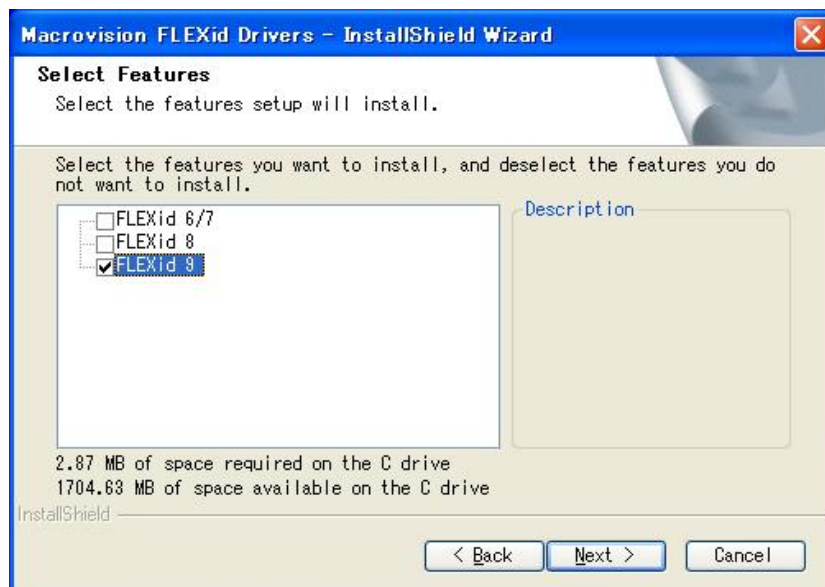 Macrovision FLEXid Drivers - InstallShield Wizard
Select Features
Select the features setup will install.
Select the features you want to install, and deselect the features you do
not want to install.
FLEXid 6/7
FLEXid 8
FLEXid 9
Description
2.87 MB of space required on the C drive
1704.63 MB of space available on the C drive
InstallShield
< Back
Next >
Cancel